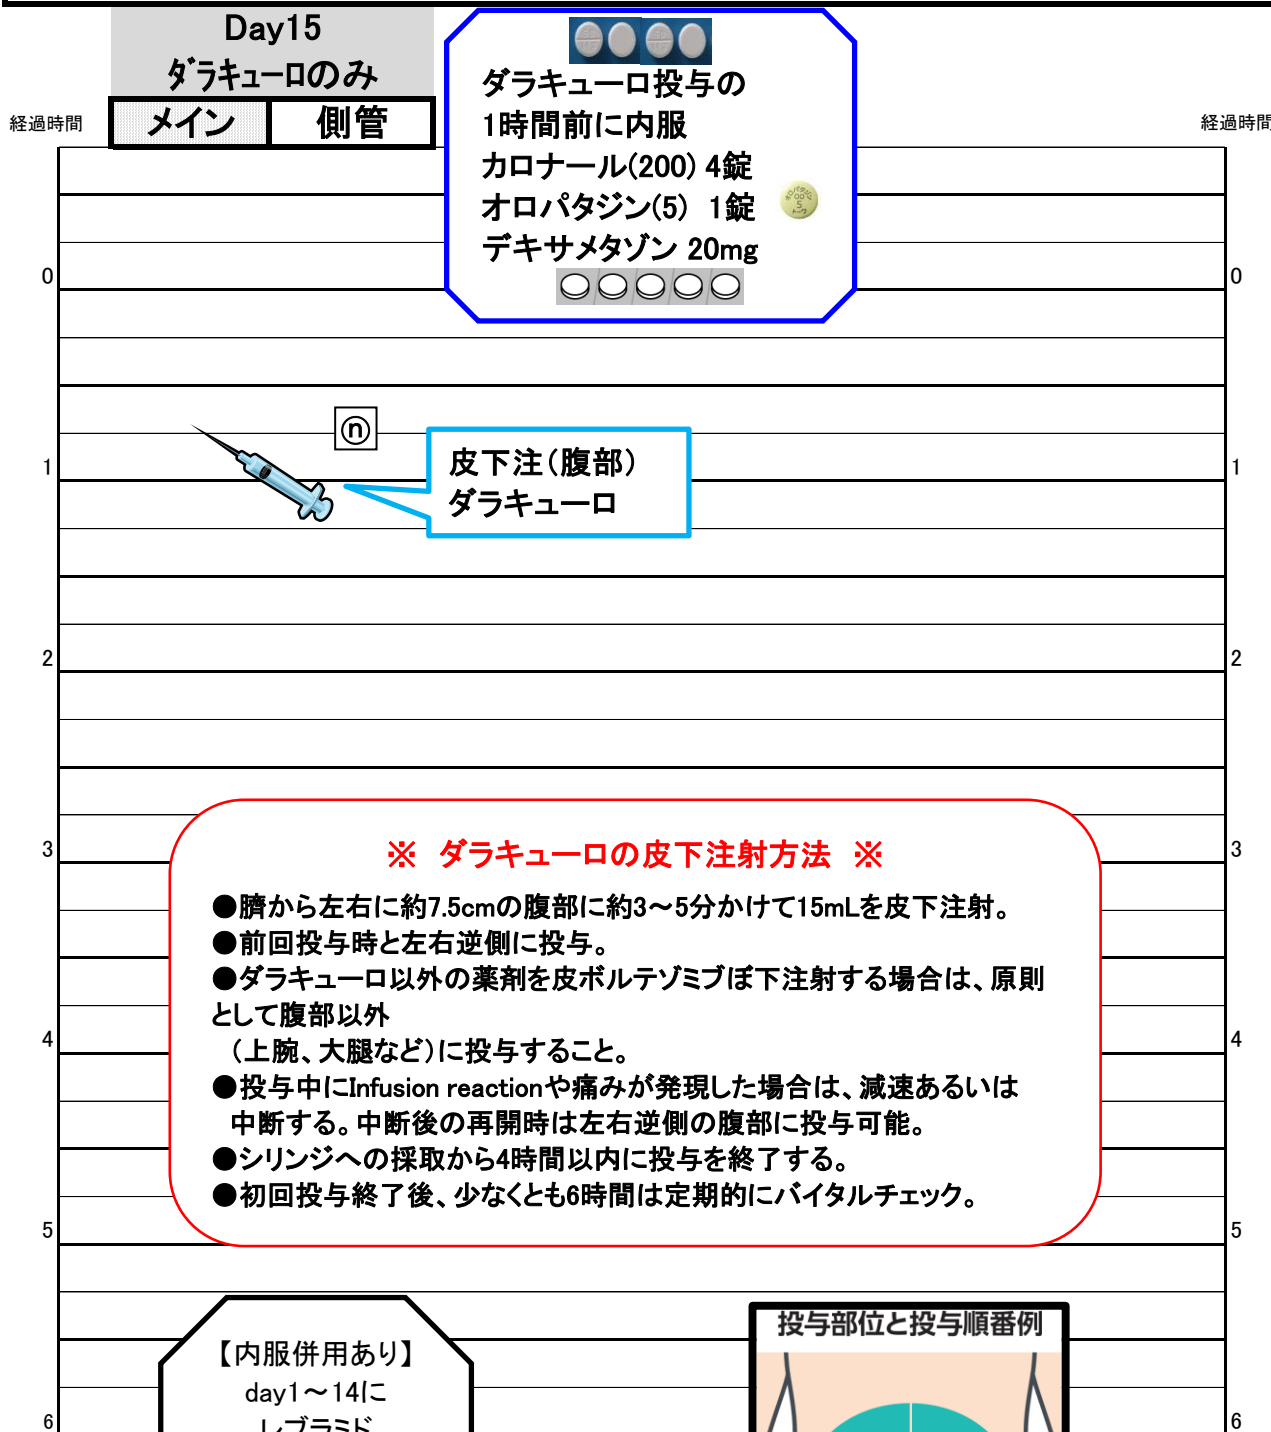 Day15
ダラキューロのみ
メイン 側管
経過時間
経過時間
ダラキューロ投与の
1時間前に内服
カロナール(200) 4錠
オロパタジン(5) 1錠
デキサメタゾン 20mg
オロパタジン
OD
5
トーワ
0 0
ⓝ
皮下注(腹部)
ダラキューロ
1 1
2 2
3 3
※ ダラキューロの皮下注射方法 ※
●臍から左右に約7.5cmの腹部に約3～5分かけて15mLを皮下注射。
●前回投与時と左右逆側に投与。
●ダラキューロ以外の薬剤を皮ボルテゾミブぼ下注射する場合は、原則
として腹部以外
(上腕、大腿など)に投与すること。
●投与中にInfusion reactionや痛みが発現した場合は、減速あるいは
中断する。中断後の再開時は左右逆側の腹部に投与可能。
●シリンジへの採取から4時間以内に投与を終了する。
●初回投与終了後、少なくとも6時間は定期的にバイタルチェック。
4 4
5 5
【内服併用あり】
day1～14に
レブラミド
投与部位と投与順番例
6 6